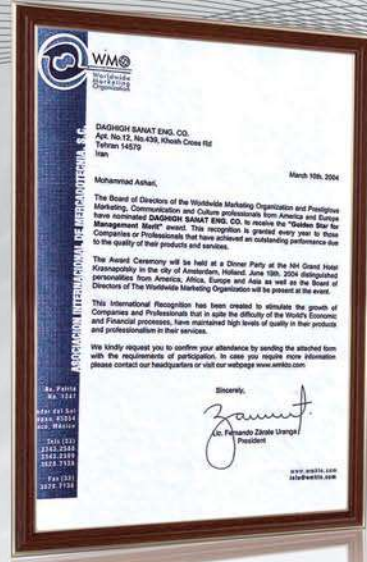 WMO
Worldwide
Marketing
Organization
ASOCIACION INTERNACIONAL DE MERCADOTECNIA, S.C.
DAGHIGH SANAT ENG. CO.
Apt. No.12, No.439, Khosh Cross Rd
Tehran 14579
Iran
March 10th, 2004
Mohammad Ashari,
The Board of Directors of the Worldwide Marketing Organization and Prestigious
Marketing, Communication and Culture professionals from America and Europe
have nominated DAGHIGH SANAT ENG. CO. to receive the "Golden Star for
Management Merit" award. This recognition is granted every year to those
Companies or Professionals that have achieved an outstanding performance due
to the quality of their products and services.
The Award Ceremony will be held at a Dinner Party at the NH Grand Hotel
Krasnapolsky in the city of Amsterdam, Holland. June 19th, 2004 distinguished
personalities from America, Africa, Europe and Asia as well as the Board of
Directors of The Worldwide Marketing Organization will be present at the event.
This International Recognition has been created to stimulate the growth of
Companies and Professionals that in spite the difficulty of the World's Economic
and Financial processes, have maintained high levels of quality in their products
and professionalism in their services.
We kindly request you to confirm your attendance by sending the attached form
with the requirements of participation. In case you require more information
please contact our headquarters or visit our webpage www.wmkto.com
Sincerely,
Lic. Fernando Zárate Uranga
President
Av. Patria
No. 1241
México
Tels (33)
Fax (33)
www.wmkto.com